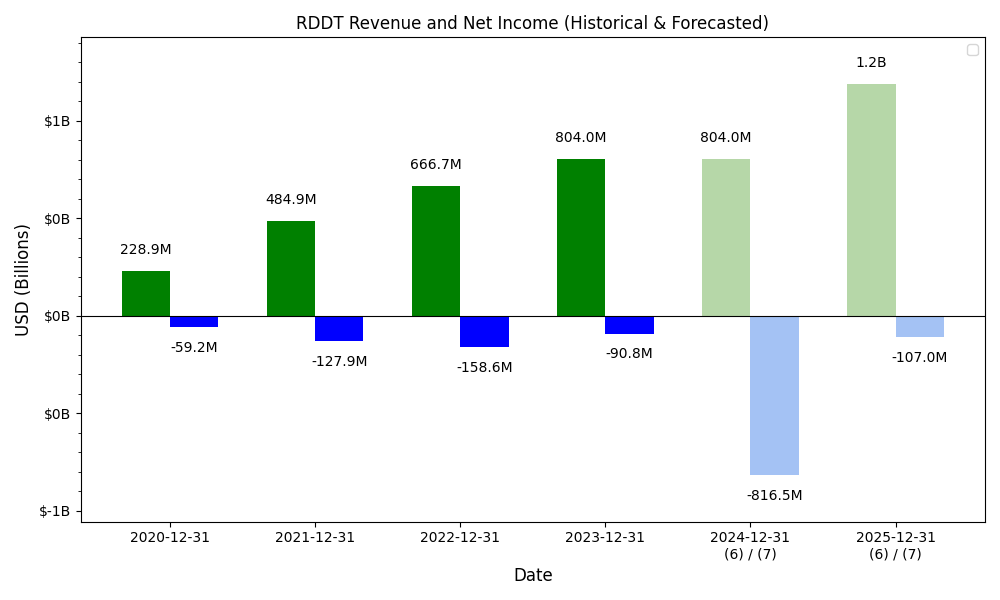 RDDT Revenue and Net Income (Historical & Forecasted)
USD (Billions)
$1B
$0B
$0B
$0B
$-1B
228.9M
484.9M
666.7M
804.0M
804.0M
1.2B
-59.2M
-127.9M
-158.6M
-90.8M
-816.5M
-107.0M
2020-12-31
2021-12-31
2022-12-31
2023-12-31
2024-12-31
(6) / (7)
2025-12-31
(6) / (7)
Date